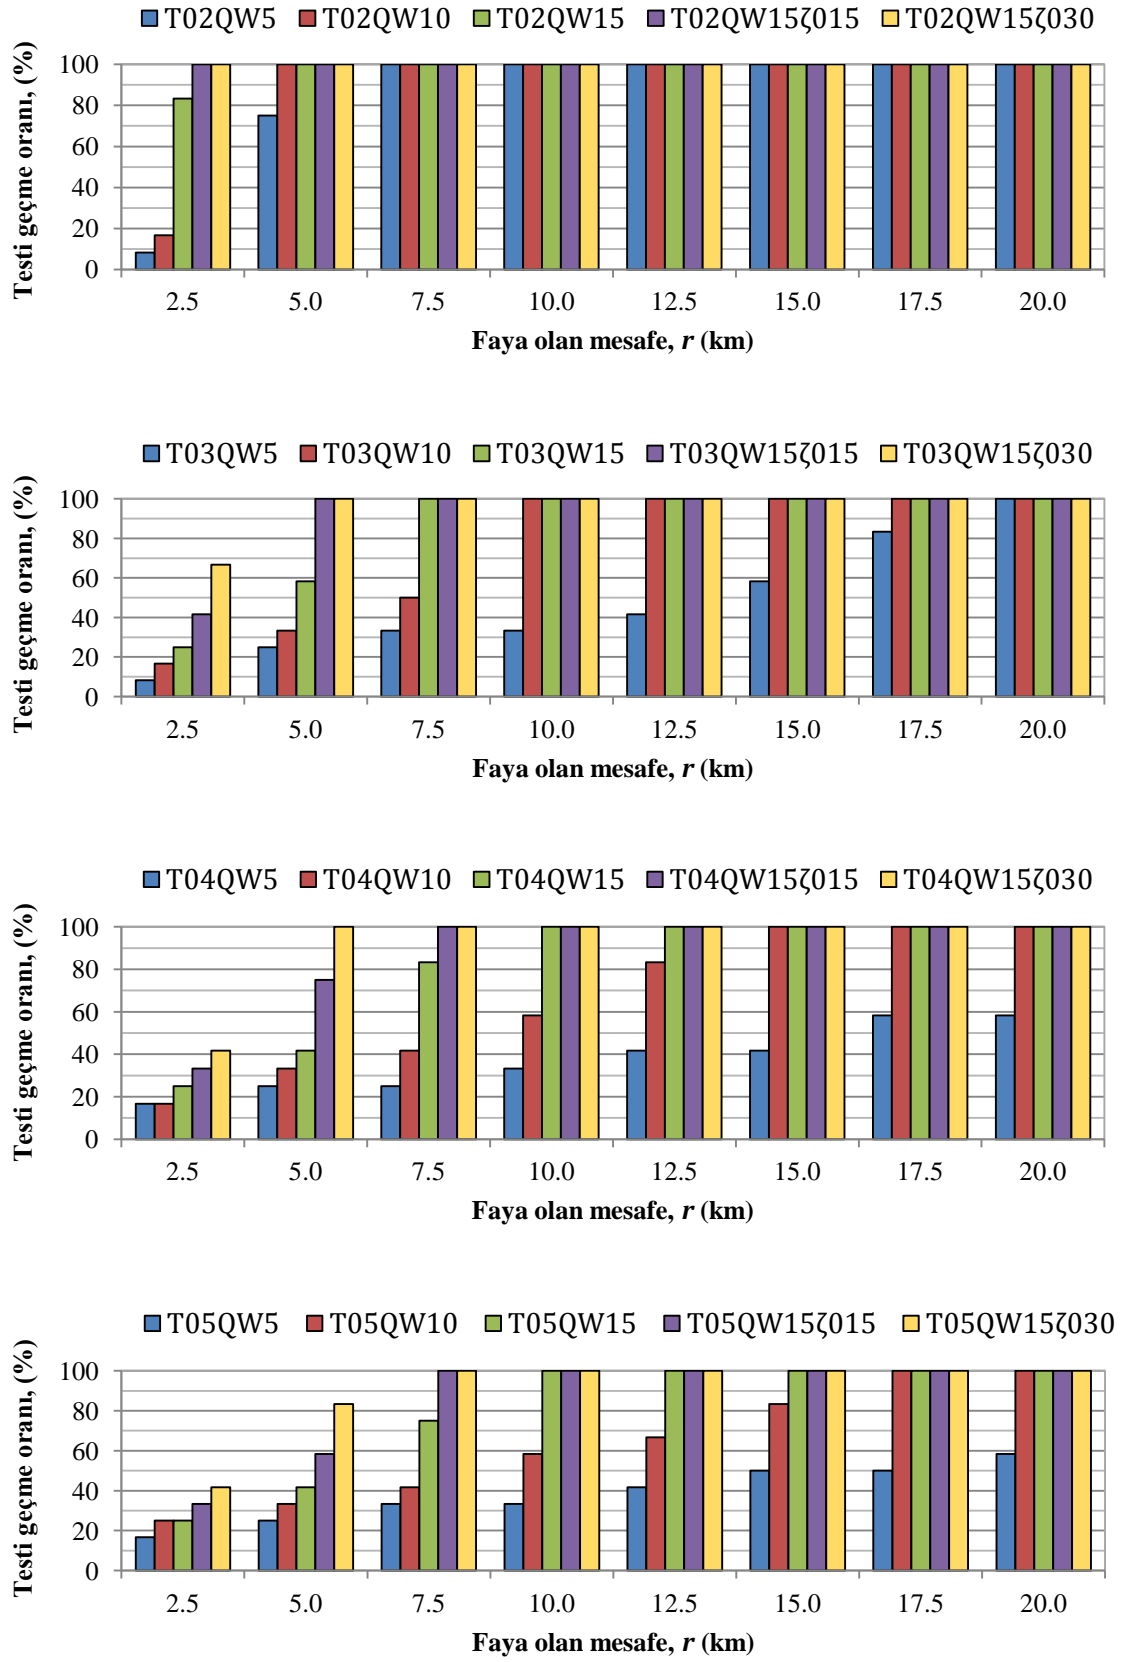 T02QW5 T02QW10 T02QW15 T02QW15ζ015 T02QW15ζ030
Testi geçme oranı, (%)
100
80
60
40
20
0
2.5 5.0 7.5 10.0 12.5 15.0 17.5 20.0
Faya olan mesafe, r (km)
T03QW5 T03QW10 T03QW15 T03QW15ζ015 T03QW15ζ030
Testi geçme oranı, (%)
100
80
60
40
20
0
2.5 5.0 7.5 10.0 12.5 15.0 17.5 20.0
Faya olan mesafe, r (km)
T04QW5 T04QW10 T04QW15 T04QW15ζ015 T04QW15ζ030
Testi geçme oranı, (%)
100
80
60
40
20
0
2.5 5.0 7.5 10.0 12.5 15.0 17.5 20.0
Faya olan mesafe, r (km)
T05QW5 T05QW10 T05QW15 T05QW15ζ015 T05QW15ζ030
Testi geçme oranı, (%)
100
80
60
40
20
0
2.5 5.0 7.5 10.0 12.5 15.0 17.5 20.0
Faya olan mesafe, r (km)